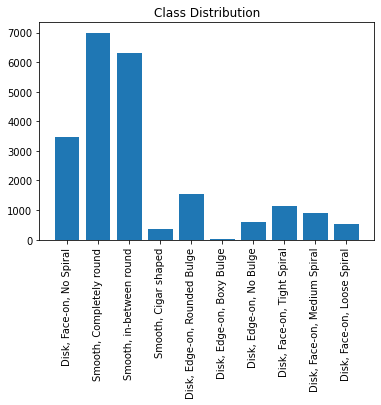 Class Distribution
7000
6000
5000
4000
3000
2000
1000
0
Disk, Face-on, No Spiral
Smooth, Completely round
Smooth, in-between round
Smooth, Cigar shaped
Disk, Edge-on, Rounded Bulge
Disk, Edge-on, Boxy Bulge
Disk, Edge-on, No Bulge
Disk, Face-on, Tight Spiral
Disk, Face-on, Medium Spiral
Disk, Face-on, Loose Spiral